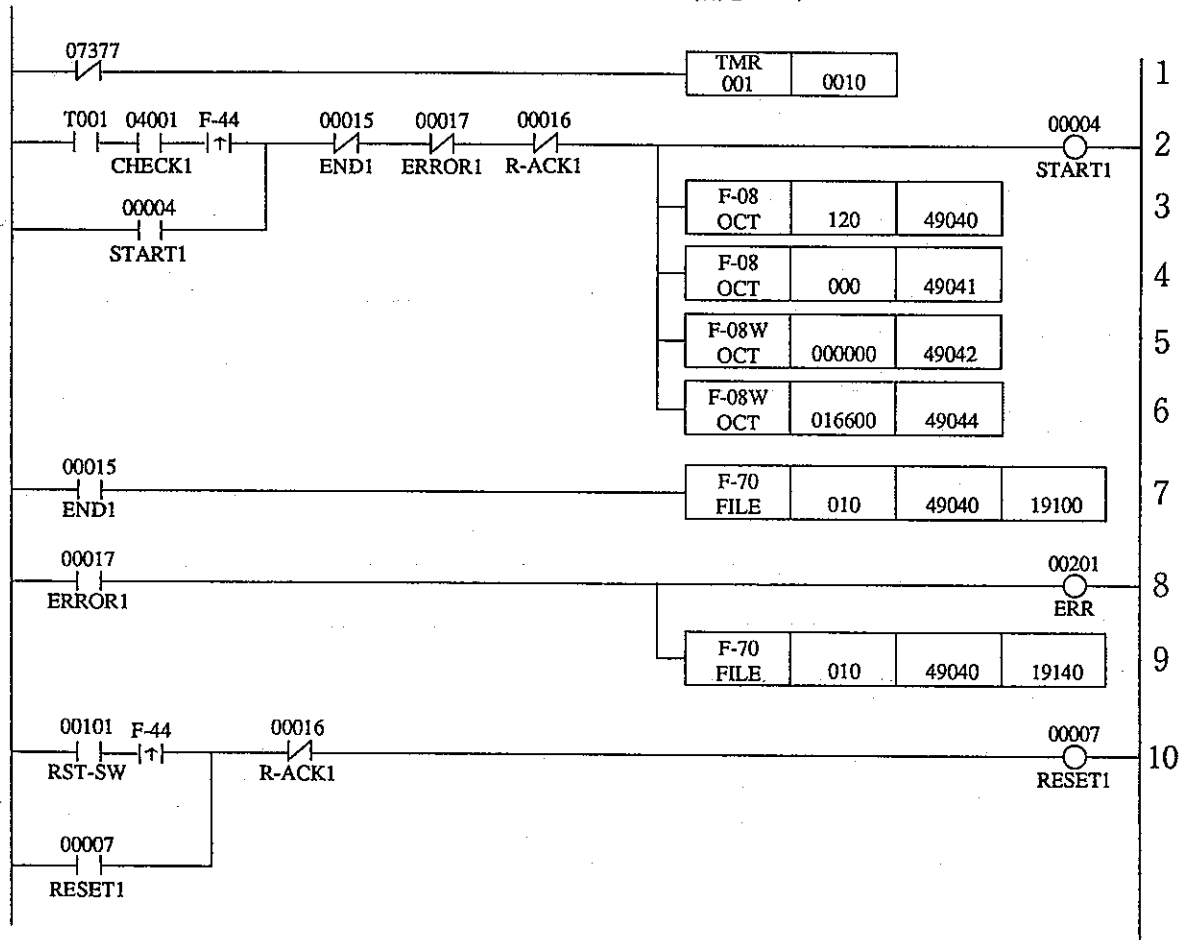 07377
TMR
001 0010
1
T001 04001 F-44 00015 00017 00016 00004
↑
2
CHECK1 END1 ERROR1 R-ACK1 START1
00004
START1
F-08
OCT 120 49040
3
F-08
OCT 000 49041
4
F-08W
OCT 000000 49042
5
F-08W
OCT 016600 49044
6
00015
END1
F-70
FILE 010 49040 19100
7
00017
ERROR1
00201
ERR
8
F-70
FILE 010 49040 19140
9
00101 F-44 00016 00007
↑
10
RST-SW R-ACK1 RESET1
00007
RESET1